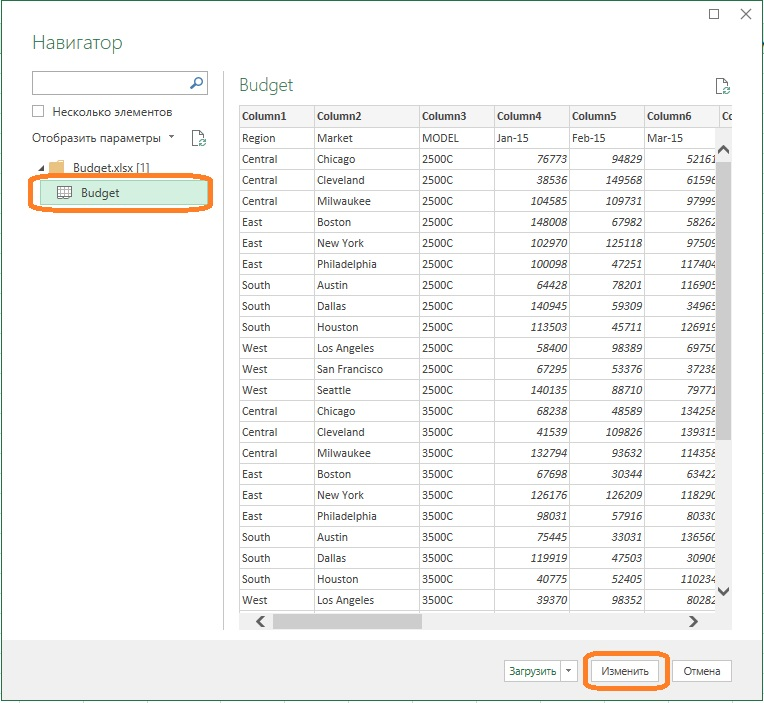 Навигатор
Несколько элементов
Отобразить параметры
Budget.xlsx [1]
Budget
Budget
Column1 Column2 Column3 Column4 Column5 Column6 Co
Region Market MODEL Jan-15 Feb-15 Mar-15
Central Chicago 2500C 76773 94829 52161
Central Cleveland 2500C 38536 149568 61596
Central Milwaukee 2500C 104585 109731 97999
East Boston 2500C 148008 67982 58262
East New York 2500C 102970 125118 97509
East Philadelphia 2500C 100098 47251 117404
South Austin 2500C 64428 78201 116905
South Dallas 2500C 140945 59309 34965
South Houston 2500C 113503 45711 126919
West Los Angeles 2500C 58400 98389 69750
West San Francisco 2500C 67295 53376 37238
West Seattle 2500C 140135 88710 79771
Central Chicago 3500C 68238 48589 134258
Central Cleveland 3500C 41539 109826 139315
Central Milwaukee 3500C 132794 93632 114358
East Boston 3500C 67698 30344 63422
East New York 3500C 126176 126209 118290
East Philadelphia 3500C 98031 57916 80330
South Austin 3500C 75445 33031 136560
South Dallas 3500C 119919 47503 30906
South Houston 3500C 40775 52405 110234
West Los Angeles 3500C 39370 98352 80282
Загрузить Изменить Отмена